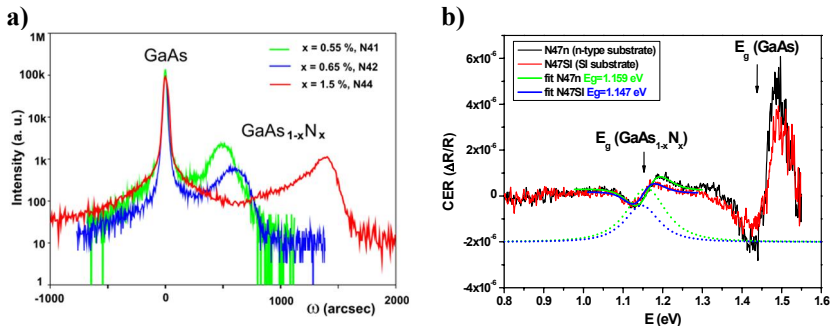 a)
GaAs
x = 0.55 %, N41
x = 0.65 %, N42
x = 1.5 %, N44
GaAs1-xNx
Intensity (a. u.)
1M
100k
10k
1k
100
10
1
-1000 0 1000 2000
ω (arcsec)
b)
N47n (n-type substrate)
N47SI (SI substrate)
fit N47n Eg=1.159 eV
fit N47SI Eg=1.147 eV
Eg (GaAs)
Eg (GaAs1-xNx)
CER (ΔR/R)
6x10-6
4x10-6
2x10-6
0
-2x10-6
-4x10-6
0.8 0.9 1.0 1.1 1.2 1.3 1.4 1.5 1.6
E (eV)